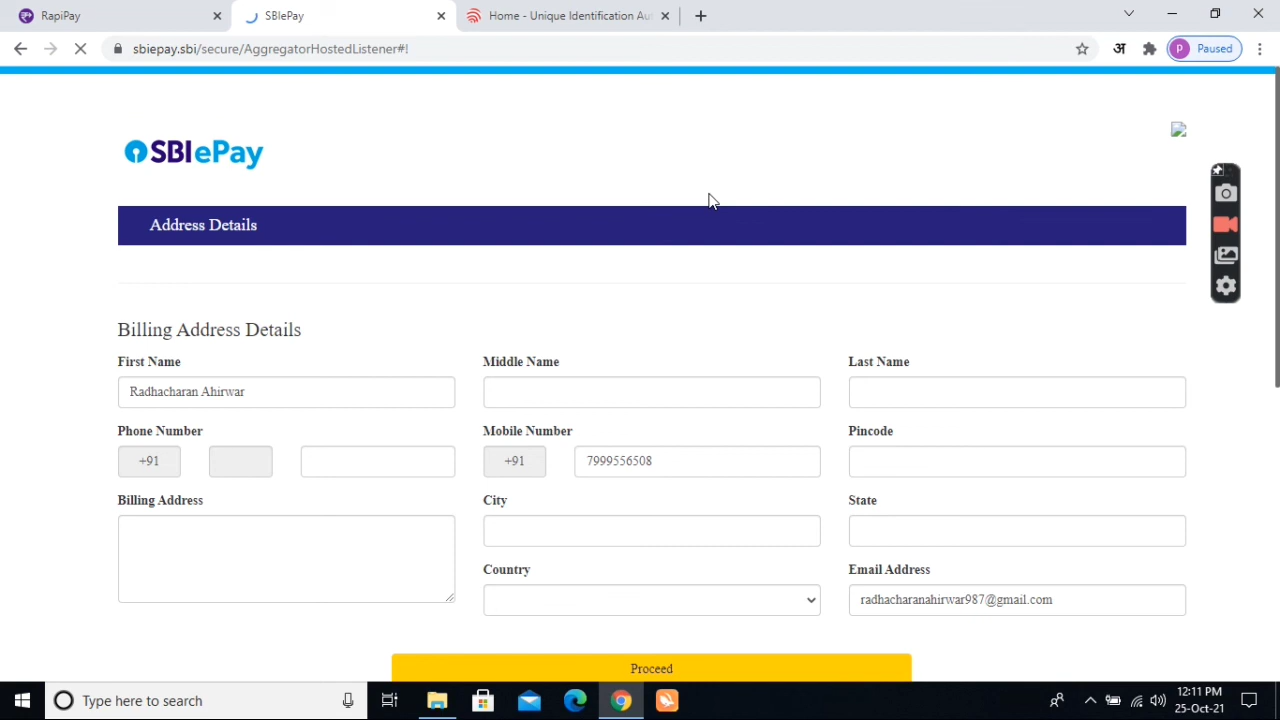 RapiPay
SBIePay
Home - Unique Identification Au
sbiepay.sbi/secure/AggregatorHostedListener#!
अ
P
Paused
SBI ePay
Address Details
Billing Address Details
First Name
Middle Name
Last Name
Radhacharan Ahirwar
Phone Number
Mobile Number
Pincode
+91
+91
7999556508
Billing Address
City
State
Country
Email Address
radhacharanahirwar987@gmail.com
Proceed
Type here to search
12:11 PM
25-Oct-21